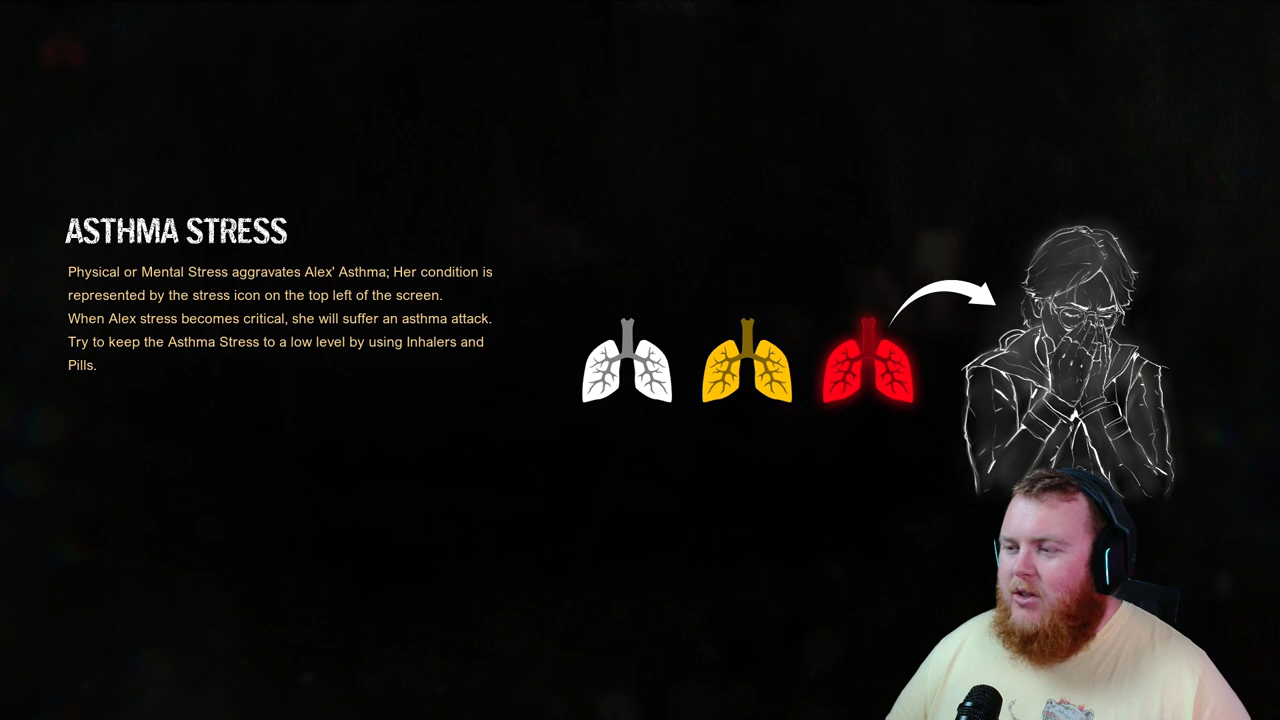 ASTHMA STRESS
Physical or Mental Stress aggravates Alex' Asthma; Her condition is
represented by the stress icon on the top left of the screen.
When Alex stress becomes critical, she will suffer an asthma attack.
Try to keep the Asthma Stress to a low level by using Inhalers and
Pills.